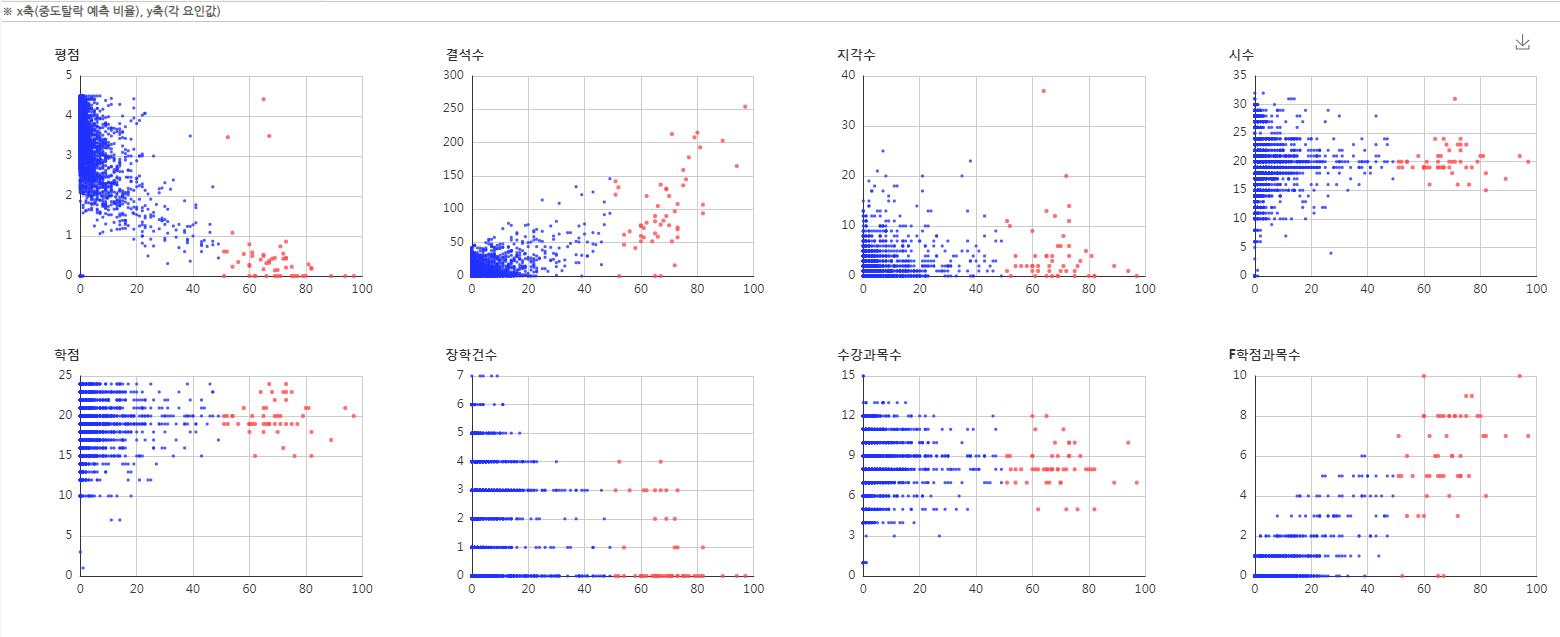 ※ x축(중도탈락 예측 비율), y축(각 요인값)
평점 결석수 지각수 시수
5 300 40 35
4 250 30 30
3 200 20 25
2 150 10 20
1 100 0 15
0 50 10
0 5
0
0 20 40 60 80 100 0 20 40 60 80 100 0 20 40 60 80 100 0 20 40 60 80 100
학점 장학건수 수강과목수 F학점과목수
25 7 15 10
20 6 12 8
15 5 9 6
10 4 6 4
5 3 3 2
0 2 0 0
1
0
0 20 40 60 80 100 0 20 40 60 80 100 0 20 40 60 80 100 0 20 40 60 80 100